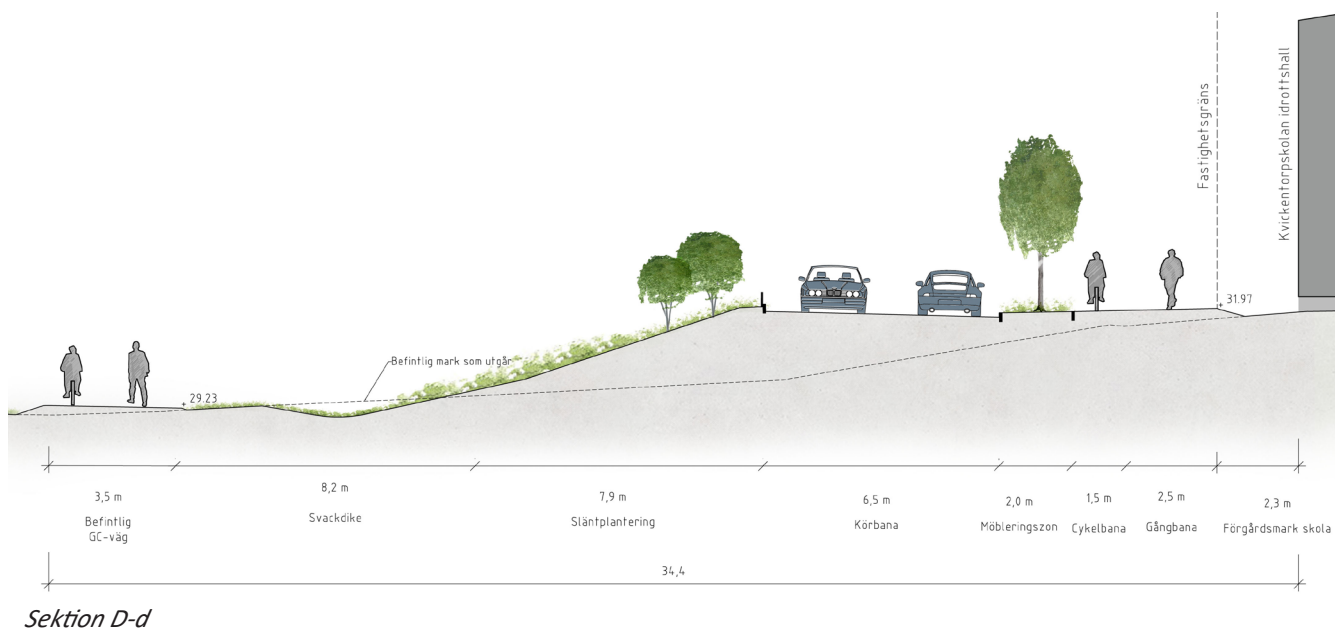 Fastighetsgräns
Kvickentorpskolan idrottshall
31.97
Befintlig mark som utgår
29.23
3,5 m
Befintlig
GC-väg
8,2 m
Svackdike
7,9 m
Släntplantering
6,5 m
Körbana
2,0 m
Möbleringszon
1,5 m
Cykelbana
2,5 m
Gångbana
2,3 m
Förgårdsmark skola
34,4
Sektion D-d